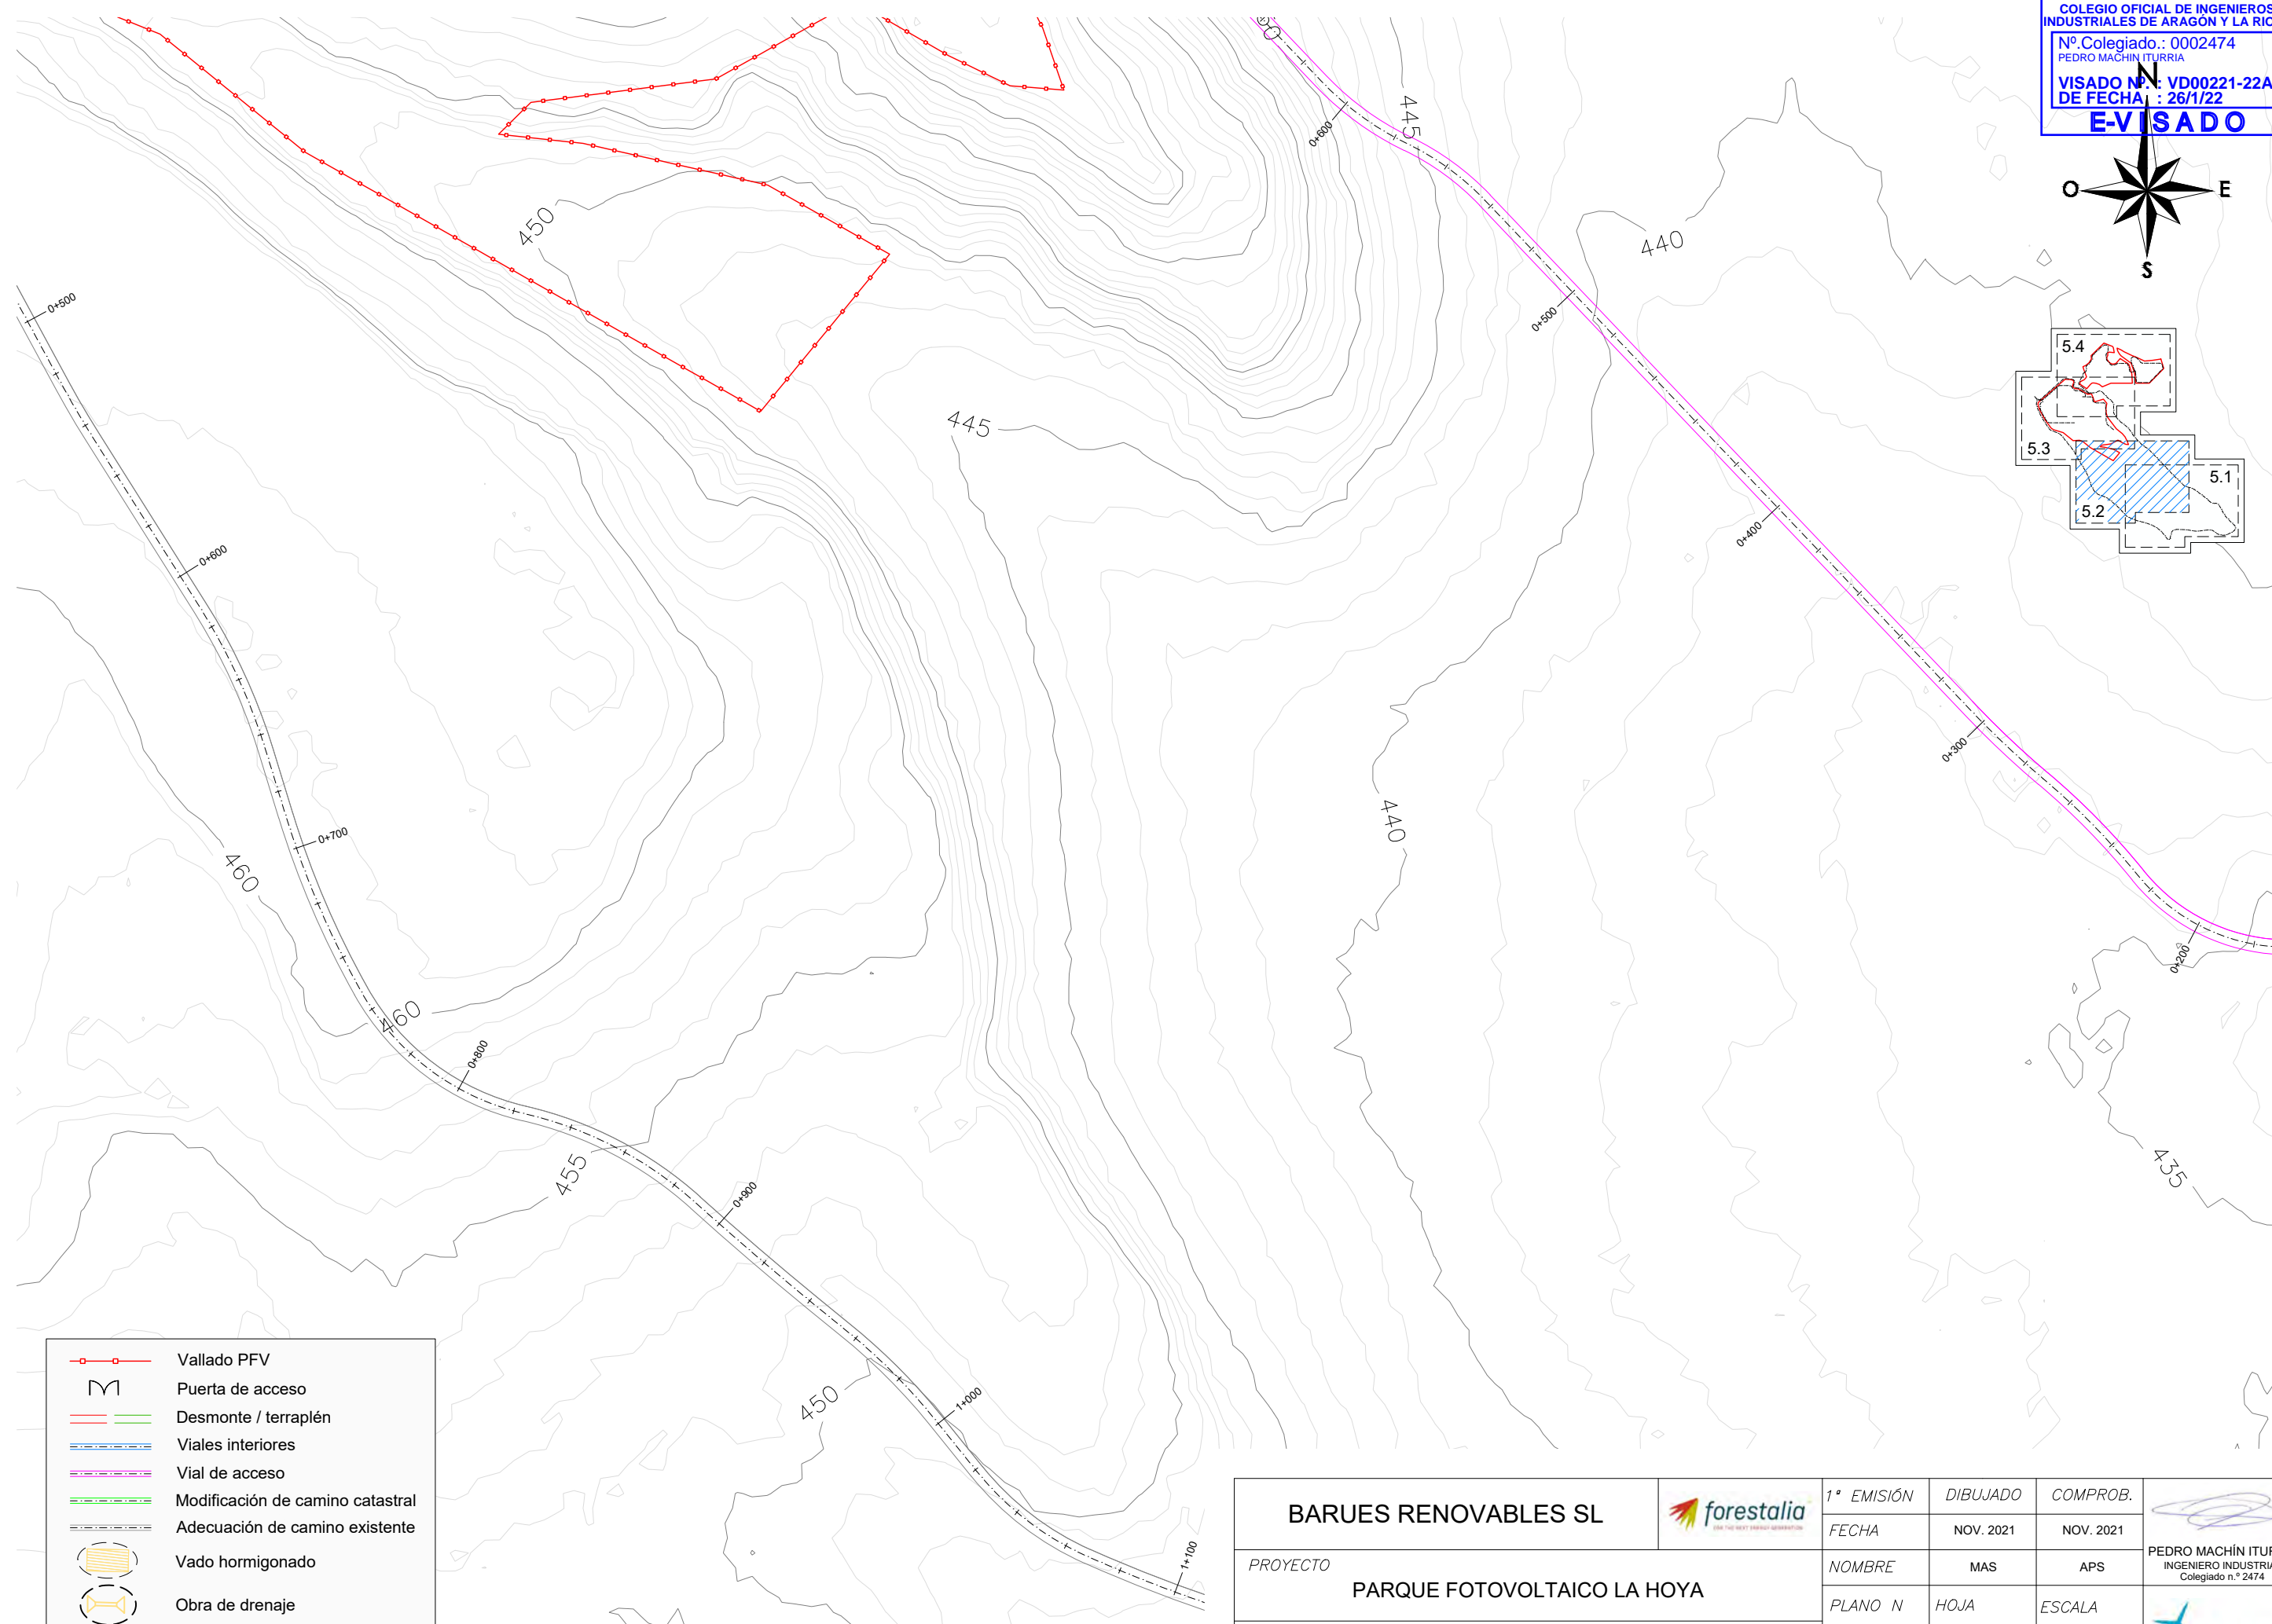 COLEGIO OFICIAL DE INGENIEROS
INDUSTRIALES DE ARAGÓN Y LA RIO
Nº.Colegiado.: 0002474
PEDRO MACHIN ITURRIA
VISADO Nº. : VD00221-22A
DE FECHA : 26/1/22
E-VISADO
N
O
E
S
445
0+600
450
440
0+500
0+500
5.4
5.3
5.1
5.2
445
0+400
0+600
0+300
440
0+700
460
0+200
460
0+800
455
435
0+900
450
1+000
1+100
Vallado PFV
Puerta de acceso
Desmonte / terraplén
Viales interiores
Vial de acceso
Modificación de camino catastral
Adecuación de camino existente
Vado hormigonado
Obra de drenaje
BARUES RENOVABLES SL
forestalia
1ª EMISIÓN
DIBUJADO
COMPROB.
FECHA
NOV. 2021
NOV. 2021
PROYECTO
PARQUE FOTOVOLTAICO LA HOYA
NOMBRE
MAS
APS
PEDRO MACHÍN ITUR
INGENIERO INDUSTRIA
Colegiado n.º 2474
PLANO N
HOJA
ESCALA